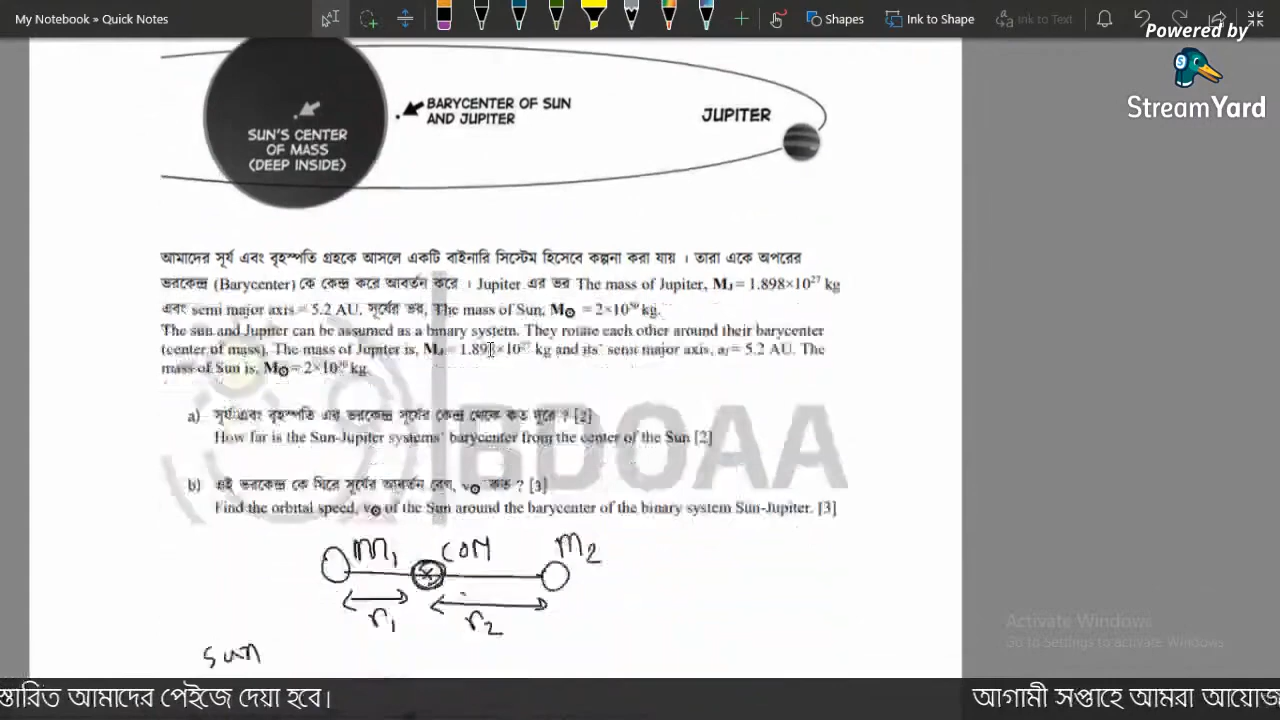 My Notebook » Quick Notes
Shapes
Ink to Shape
Ink to Text
Powered by
StreamYard
BARYCENTER OF SUN
AND JUPITER
JUPITER
SUN'S CENTER
OF MASS
(DEEP INSIDE)
আমাদের সূর্য এবং বৃহস্পতি গ্রহকে আসলে একটি বাইনারি সিস্টেম হিসেবে কল্পনা করা যায় । তারা একে অপরের
ভরকেন্দ্র (Barycenter) কে কেন্দ্র করে আবর্তন করে । Jupiter এর ভর The mass of Jupiter, MJ = 1.898×10²⁷ kg
এবং semi major axis = 5.2 AU. সূর্যের ভর, The mass of Sun, M⊙ = 2×10³⁰ kg.
The sun and Jupiter can be assumed as a binary system. They rotate each other around their barycenter
(center of mass). The mass of Jupiter is, MJ = 1.898×10²⁷ kg and its semi major axis, aJ = 5.2 AU. The
mass of Sun is, M⊙ = 2×10³⁰ kg.
a) সূর্য এবং বৃহস্পতি এর ভরকেন্দ্র সূর্যের কেন্দ্র থেকে কত দূরে ? [2]
How far is the Sun-Jupiter systems' barycenter from the center of the Sun [2]
b) এই ভরকেন্দ্র কে ঘিরে সূর্যের আবর্তন বেগ, v⊙ কত ? [3]
Find the orbital speed, v⊙ of the Sun around the barycenter of the binary system Sun-Jupiter. [3]
BDOAA
m₁ COM m₂
r₁ r₂
sun
Activate Windows
Go to Settings to activate Windows.
স্তারিত আমাদের পেইজে দেয়া হবে। আগামী সপ্তাহে আমরা আয়োজ